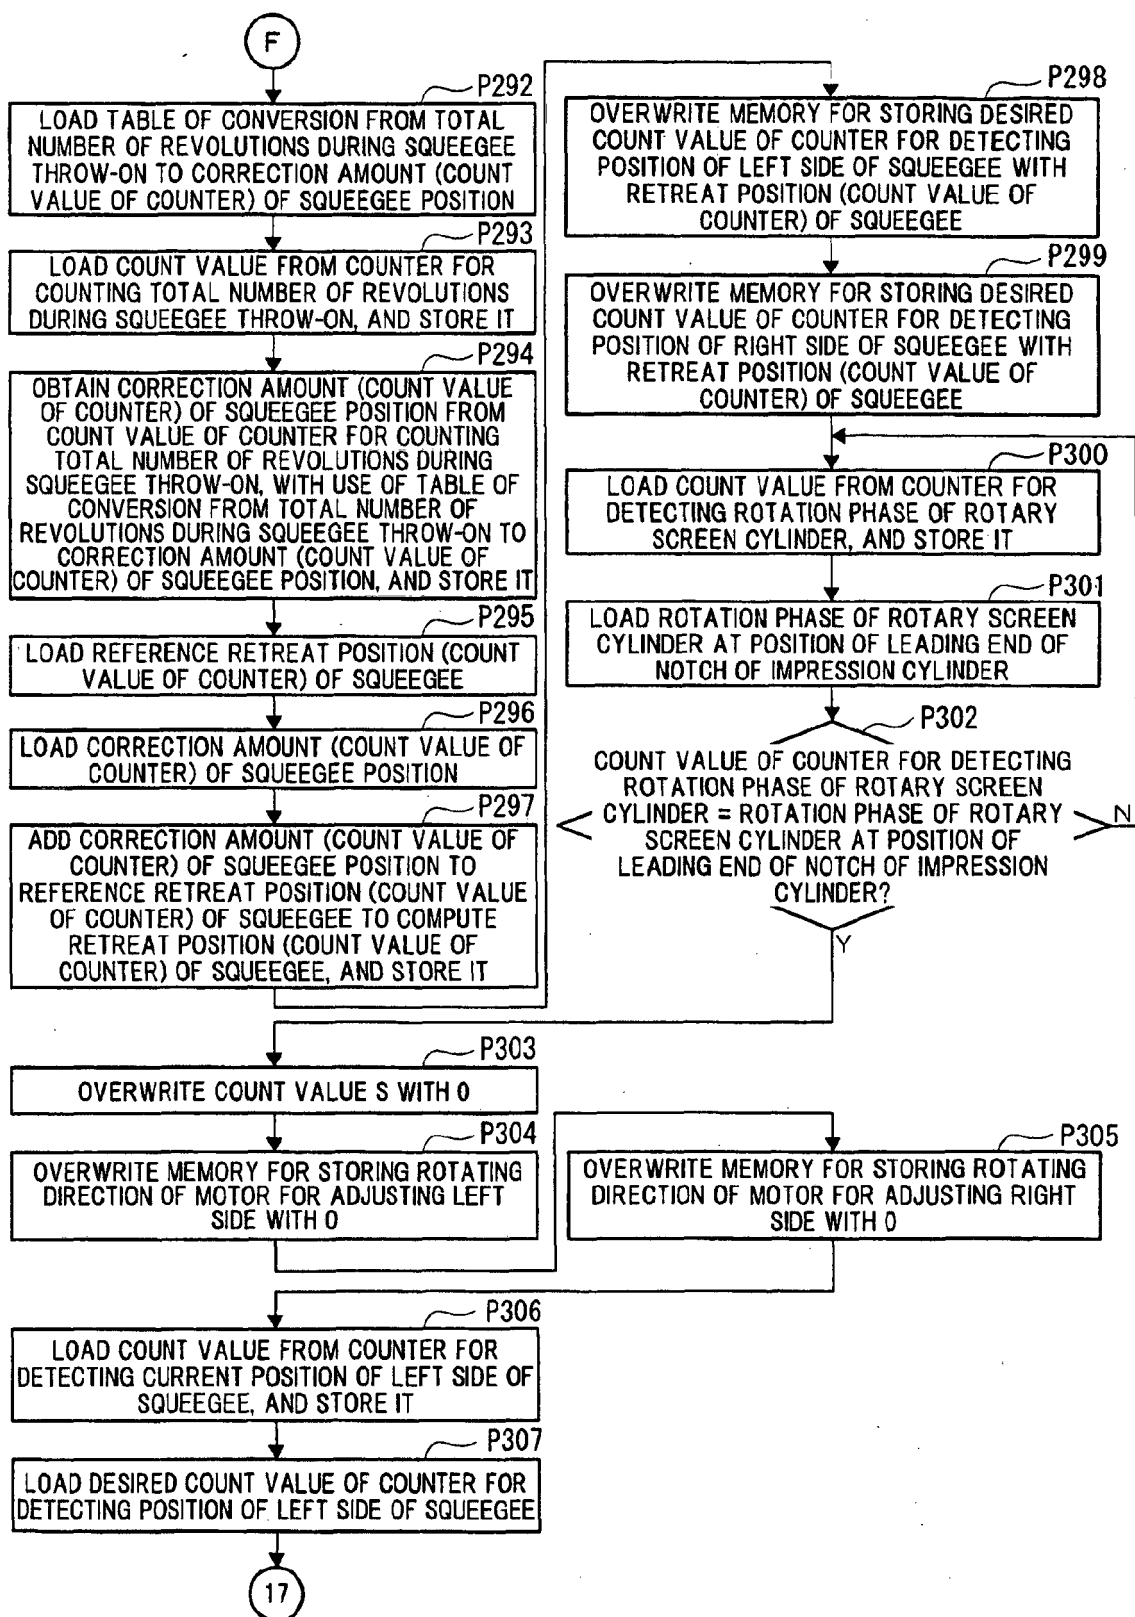 F
P292
LOAD TABLE OF CONVERSION FROM TOTAL
NUMBER OF REVOLUTIONS DURING SQUEEGEE
THROW-ON TO CORRECTION AMOUNT (COUNT
VALUE OF COUNTER) OF SQUEEGEE POSITION
P293
LOAD COUNT VALUE FROM COUNTER FOR
COUNTING TOTAL NUMBER OF REVOLUTIONS
DURING SQUEEGEE THROW-ON, AND STORE IT
P294
OBTAIN CORRECTION AMOUNT (COUNT VALUE
OF COUNTER) OF SQUEEGEE POSITION FROM
COUNT VALUE OF COUNTER FOR COUNTING
TOTAL NUMBER OF REVOLUTIONS DURING
SQUEEGEE THROW-ON, WITH USE OF TABLE OF
CONVERSION FROM TOTAL NUMBER OF
REVOLUTIONS DURING SQUEEGEE THROW-ON TO
CORRECTION AMOUNT (COUNT VALUE OF
COUNTER) OF SQUEEGEE POSITION, AND STORE IT
P295
LOAD REFERENCE RETREAT POSITION (COUNT
VALUE OF COUNTER) OF SQUEEGEE
P296
LOAD CORRECTION AMOUNT (COUNT VALUE OF
COUNTER) OF SQUEEGEE POSITION
P297
ADD CORRECTION AMOUNT (COUNT VALUE OF
COUNTER) OF SQUEEGEE POSITION TO
REFERENCE RETREAT POSITION (COUNT VALUE
OF COUNTER) OF SQUEEGEE TO COMPUTE
RETREAT POSITION (COUNT VALUE OF
COUNTER) OF SQUEEGEE, AND STORE IT
P298
OVERWRITE MEMORY FOR STORING DESIRED
COUNT VALUE OF COUNTER FOR DETECTING
POSITION OF LEFT SIDE OF SQUEEGEE WITH
RETREAT POSITION (COUNT VALUE OF
COUNTER) OF SQUEEGEE
P299
OVERWRITE MEMORY FOR STORING DESIRED
COUNT VALUE OF COUNTER FOR DETECTING
POSITION OF RIGHT SIDE OF SQUEEGEE WITH
RETREAT POSITION (COUNT VALUE OF
COUNTER) OF SQUEEGEE
P300
LOAD COUNT VALUE FROM COUNTER FOR
DETECTING ROTATION PHASE OF ROTARY
SCREEN CYLINDER, AND STORE IT
P301
LOAD ROTATION PHASE OF ROTARY SCREEN
CYLINDER AT POSITION OF LEADING END OF
NOTCH OF IMPRESSION CYLINDER
P302
COUNT VALUE OF COUNTER FOR DETECTING
ROTATION PHASE OF ROTARY SCREEN
CYLINDER = ROTATION PHASE OF ROTARY
SCREEN CYLINDER AT POSITION OF
LEADING END OF NOTCH OF IMPRESSION
CYLINDER?
N
Y
P303
OVERWRITE COUNT VALUE S WITH 0
P304
OVERWRITE MEMORY FOR STORING ROTATING
DIRECTION OF MOTOR FOR ADJUSTING LEFT
SIDE WITH 0
P305
OVERWRITE MEMORY FOR STORING ROTATING
DIRECTION OF MOTOR FOR ADJUSTING RIGHT
SIDE WITH 0
P306
LOAD COUNT VALUE FROM COUNTER FOR
DETECTING CURRENT POSITION OF LEFT SIDE OF
SQUEEGEE, AND STORE IT
P307
LOAD DESIRED COUNT VALUE OF COUNTER FOR
DETECTING POSITION OF LEFT SIDE OF SQUEEGEE
17